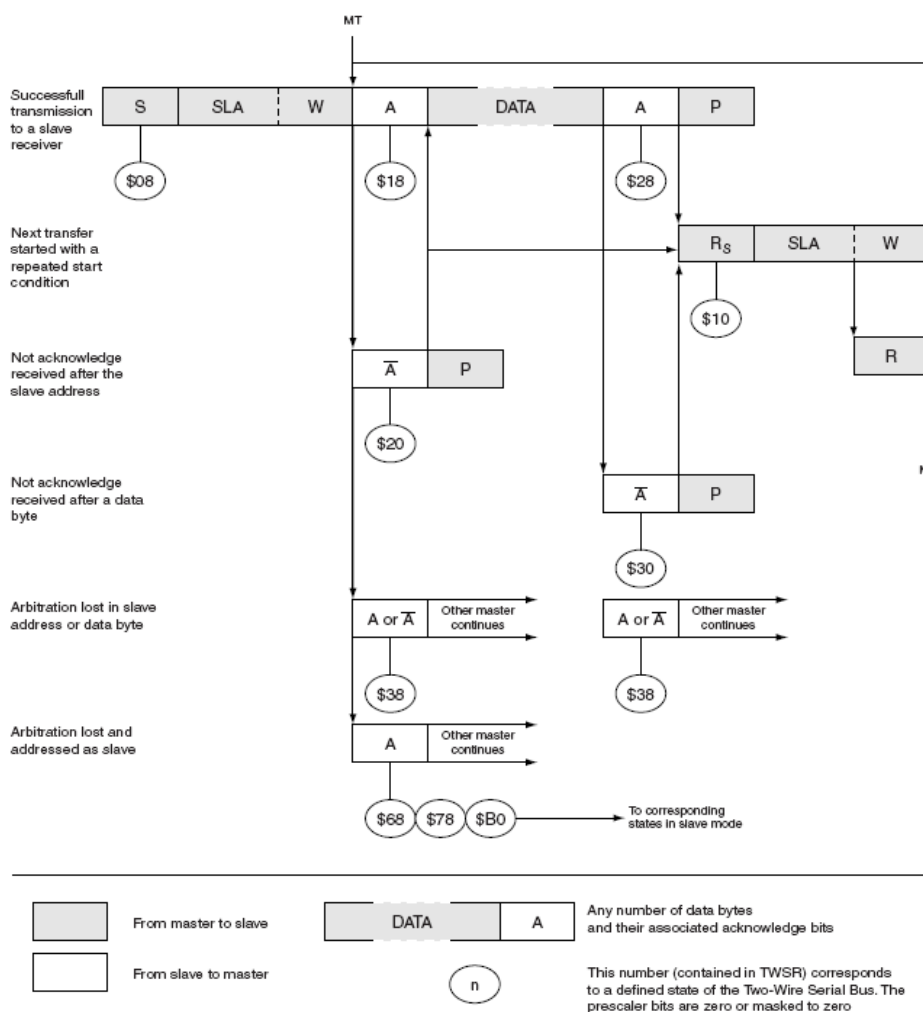 MT
Successfull
transmission
to a slave
receiver
S SLA W A DATA A P
$08 $18 $28
Next transfer
started with a
repeated start
condition
RS SLA W
$10
Not acknowledge
received after the
slave address
A P
R
$20
Not acknowledge
received after a data
byte
A P
$30
Arbitration lost in slave
address or data byte
A or A
Other master
continues
A or A
Other master
continues
$38 $38
Arbitration lost and
addressed as slave
A
Other master
continues
$68 $78 $B0
To corresponding
states in slave mode
From master to slave
DATA A
Any number of data bytes
and their associated acknowledge bits
From slave to master
n
This number (contained in TWSR) corresponds
to a defined state of the Two-Wire Serial Bus. The
prescaler bits are zero or masked to zero